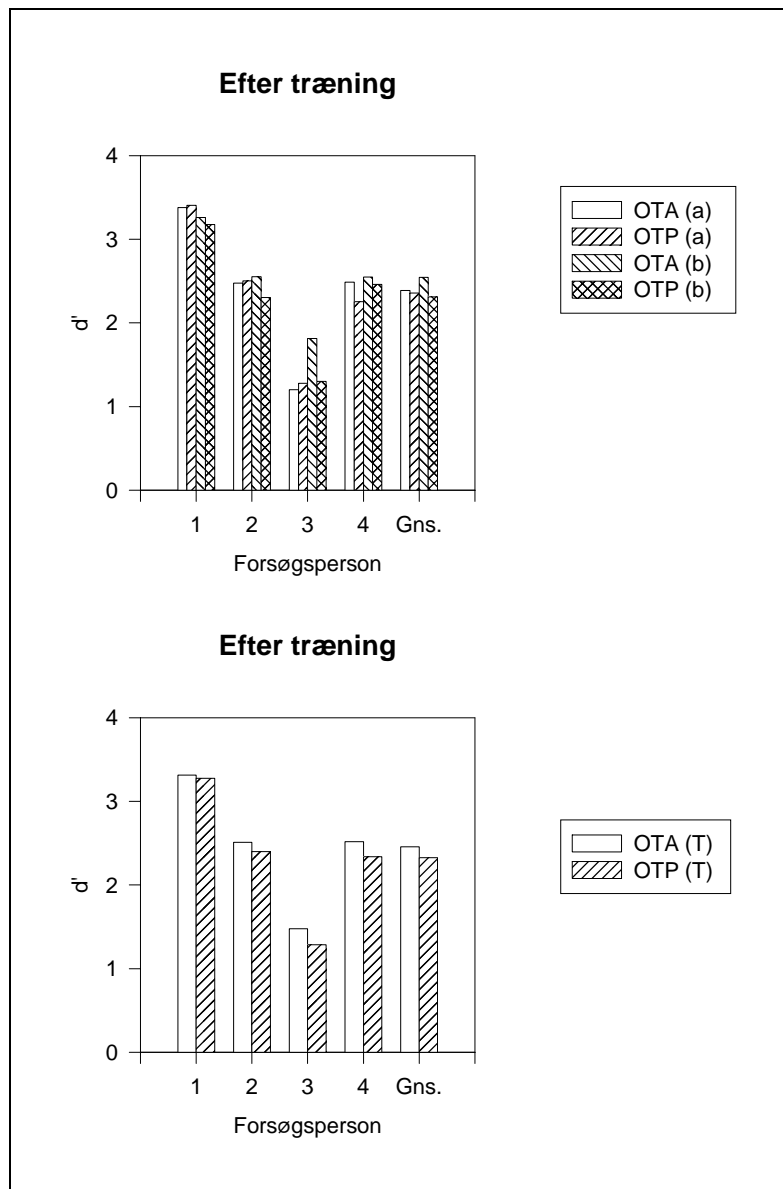 Efter træning
4
3
2
1
0
d'
1 2 3 4 Gns.
Forsøgsperson
OTA (a)
OTP (a)
OTA (b)
OTP (b)
Efter træning
4
3
2
1
0
d'
1 2 3 4 Gns.
Forsøgsperson
OTA (T)
OTP (T)